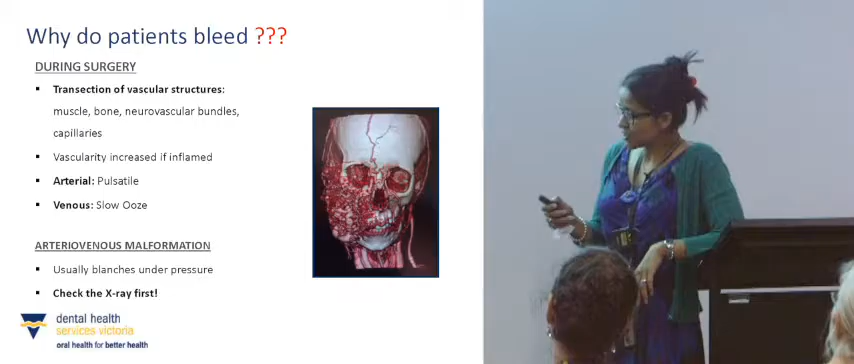 Why do patients bleed ???
DURING SURGERY
▪ Transection of vascular structures:
muscle, bone, neurovascular bundles,
capillaries
▪ Vascularity increased if inflamed
▪ Arterial: Pulsatile
▪ Venous: Slow Ooze
ARTERIOVENOUS MALFORMATION
▪ Usually blanches under pressure
▪ Check the X-ray first!
dental health
services victoria
oral health for better health